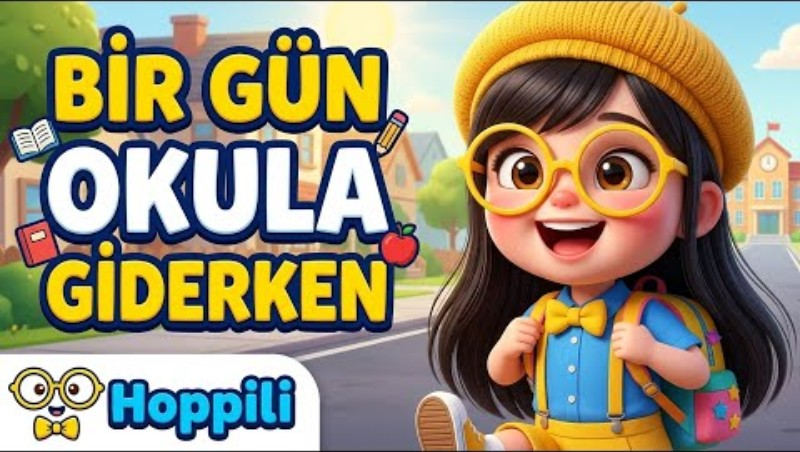 BİR GÜN
OKULA
GİDERKEN
Hoppili